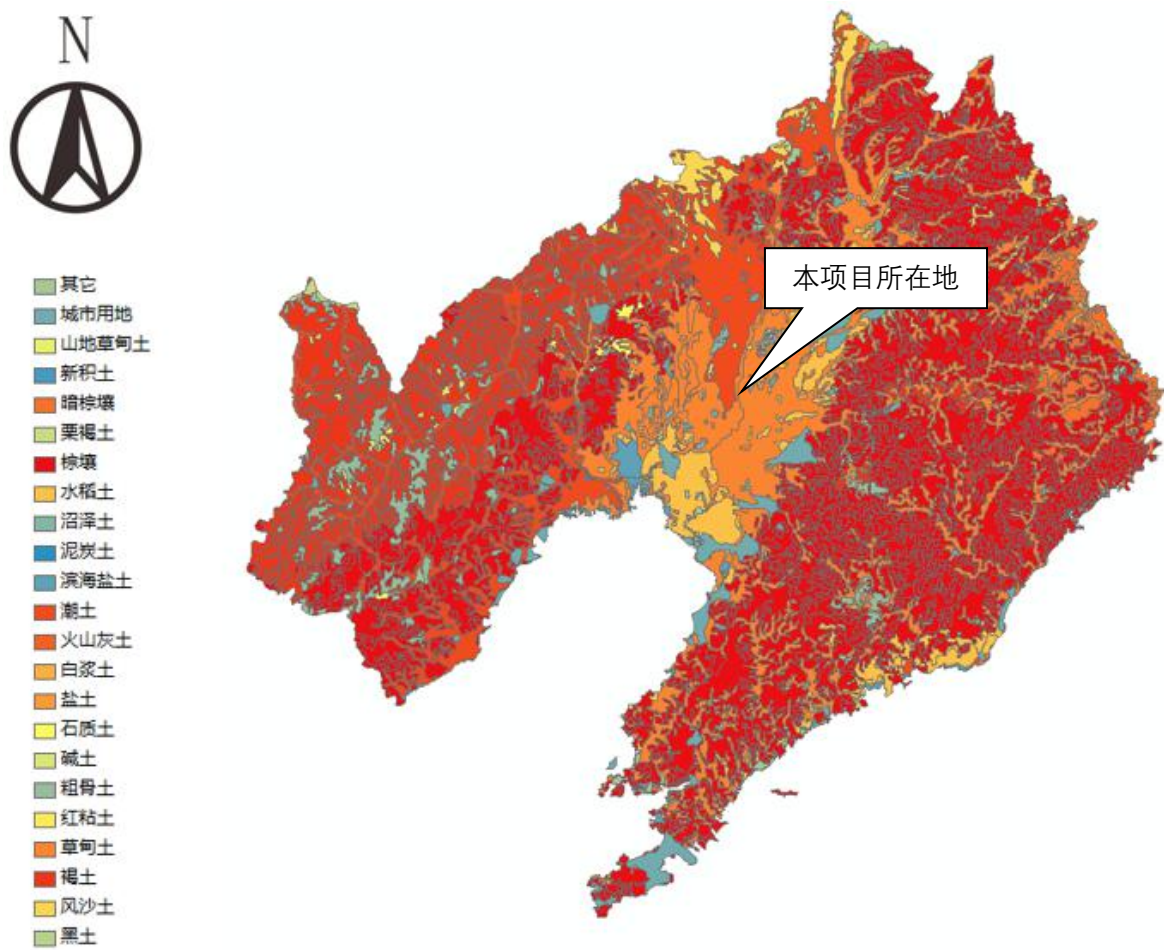 N
本项目所在地
其它
城市用地
山地草甸土
新积土
暗棕壤
栗褐土
棕壤
水稻土
沼泽土
泥炭土
滨海盐土
潮土
火山灰土
白浆土
盐土
石质土
碱土
粗骨土
红粘土
草甸土
褐土
风沙土
黑土